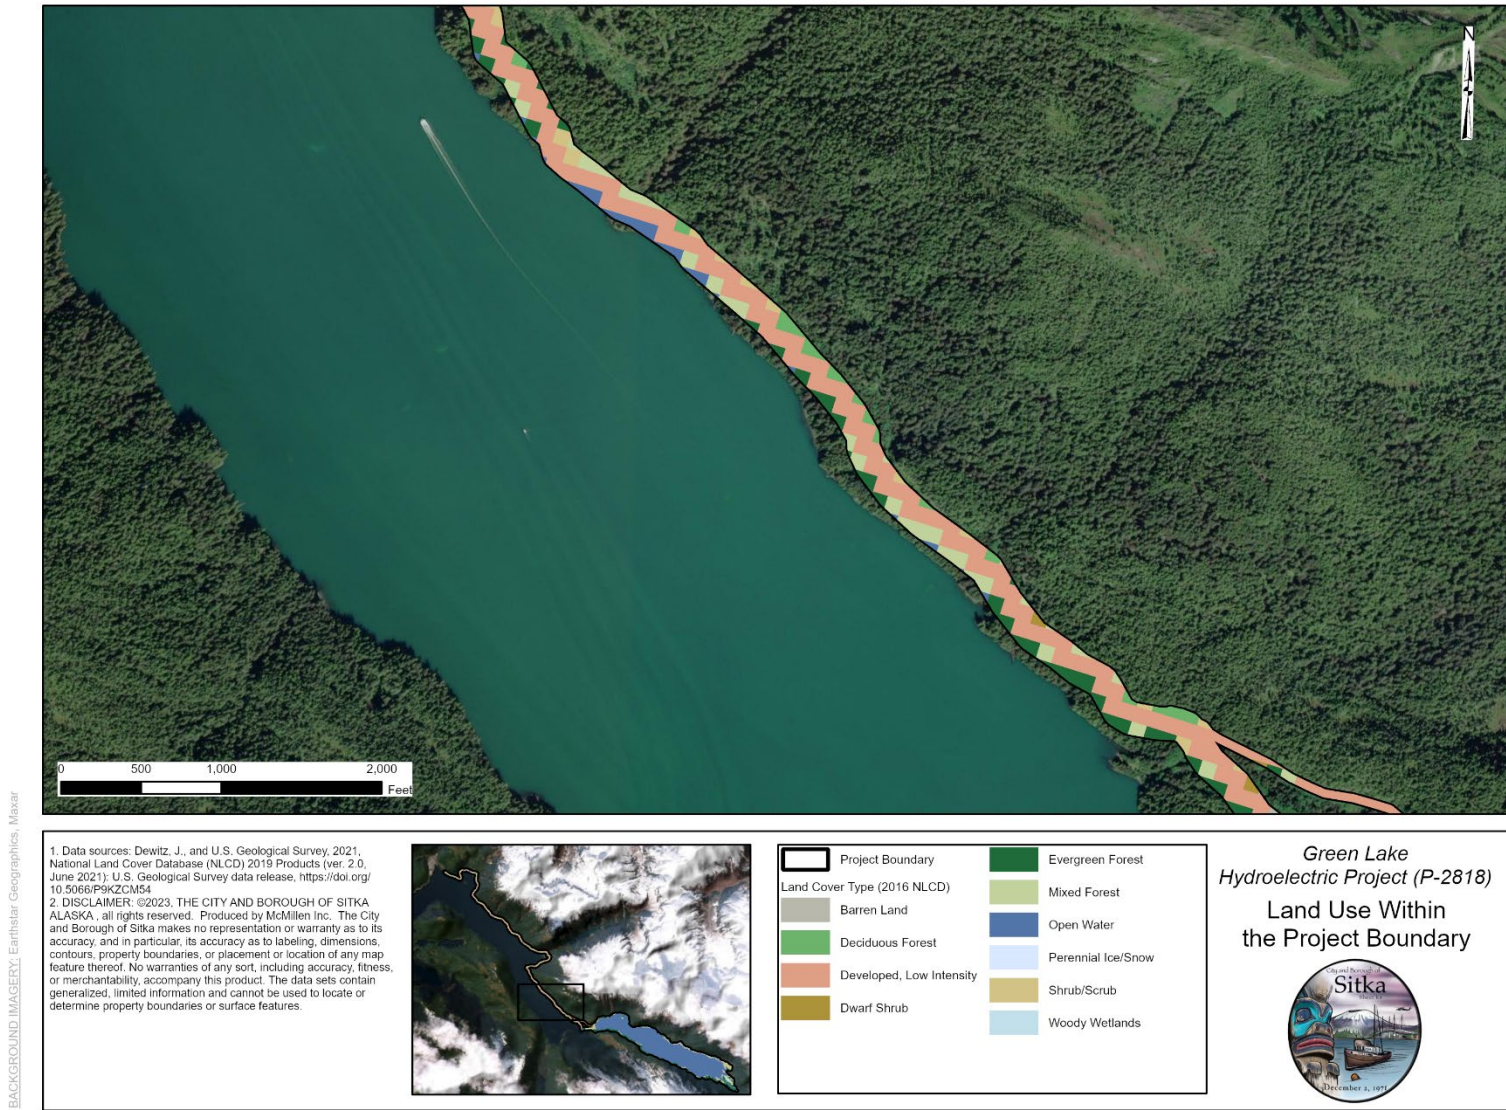 N
0 500 1,000 2,000
Feet
BACKGROUND IMAGERY: Earthstar Geographics, Maxar
1. Data sources: Dewitz, J., and U.S. Geological Survey, 2021,
National Land Cover Database (NLCD) 2019 Products (ver. 2.0,
June 2021): U.S. Geological Survey data release, https://doi.org/
10.5066/P9KZCM54
2. DISCLAIMER: ©2023, THE CITY AND BOROUGH OF SITKA
ALASKA , all rights reserved. Produced by McMillen Inc. The City
and Borough of Sitka makes no representation or warranty as to its
accuracy, and in particular, its accuracy as to labeling, dimensions,
contours, property boundaries, or placement or location of any map
feature thereof. No warranties of any sort, including accuracy, fitness,
or merchantability, accompany this product. The data sets contain
generalized, limited information and cannot be used to locate or
determine property boundaries or surface features.
Project Boundary
Land Cover Type (2016 NLCD)
Barren Land
Deciduous Forest
Developed, Low Intensity
Dwarf Shrub
Evergreen Forest
Mixed Forest
Open Water
Perennial Ice/Snow
Shrub/Scrub
Woody Wetlands
Green Lake
Hydroelectric Project (P-2818)
Land Use Within
the Project Boundary
City and Borough of
Sitka
December 2, 1971